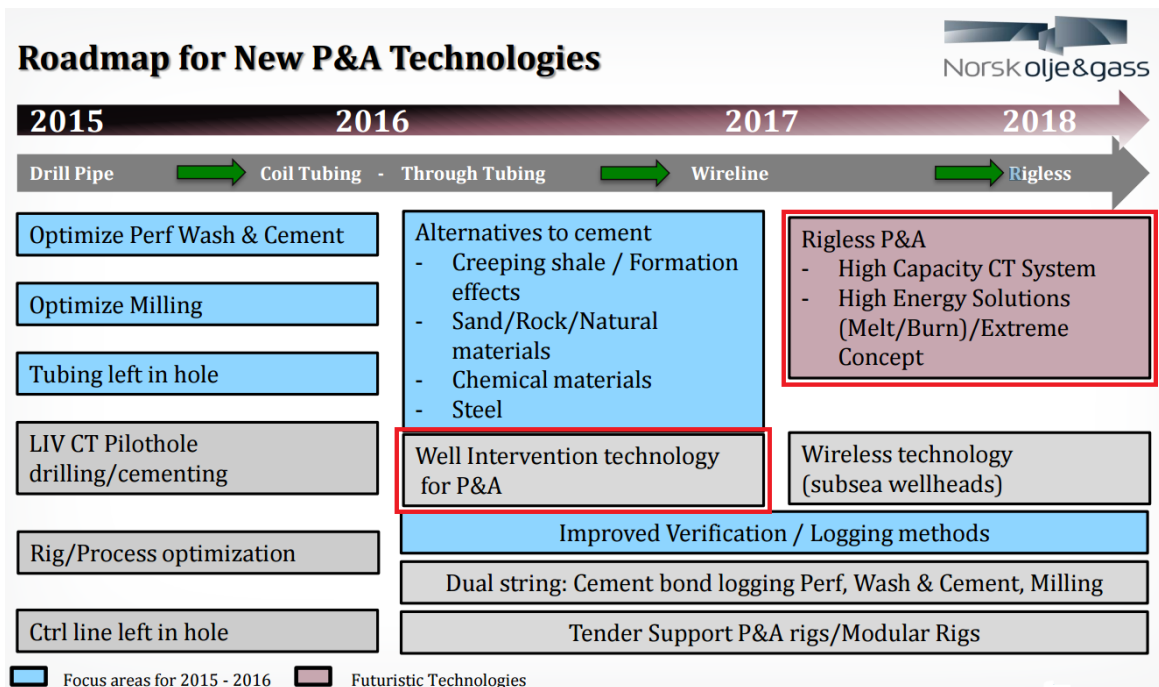 Roadmap for New P&A Technologies
Norskolje&gass
2015 2016 2017 2018
Drill Pipe Coil Tubing - Through Tubing Wireline Rigless
Optimize Perf Wash & Cement
Optimize Milling
Tubing left in hole
LIV CT Pilothole
drilling/cementing
Rig/Process optimization
Ctrl line left in hole
Alternatives to cement
- Creeping shale / Formation
effects
- Sand/Rock/Natural
materials
- Chemical materials
- Steel
Well Intervention technology
for P&A
Rigless P&A
- High Capacity CT System
- High Energy Solutions
(Melt/Burn)/Extreme
Concept
Wireless technology
(subsea wellheads)
Improved Verification / Logging methods
Dual string: Cement bond logging Perf, Wash & Cement, Milling
Tender Support P&A rigs/Modular Rigs
Focus areas for 2015 - 2016 Futuristic Technologies